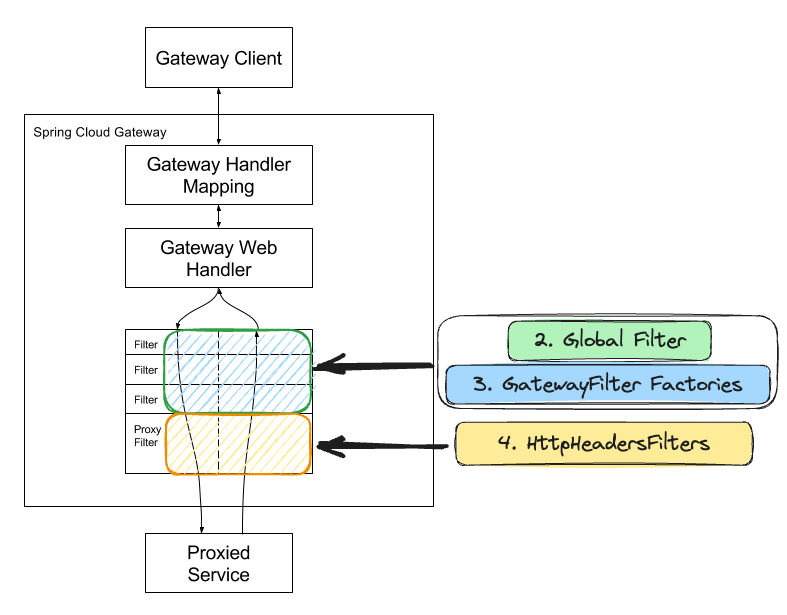 Gateway Client
Spring Cloud Gateway
Gateway Handler
Mapping
Gateway Web
Handler
Filter
Filter
Filter
Proxy
Filter
2. Global Filter
3. GatewayFilter Factories
4. HttpHeadersFilters
Proxied
Service